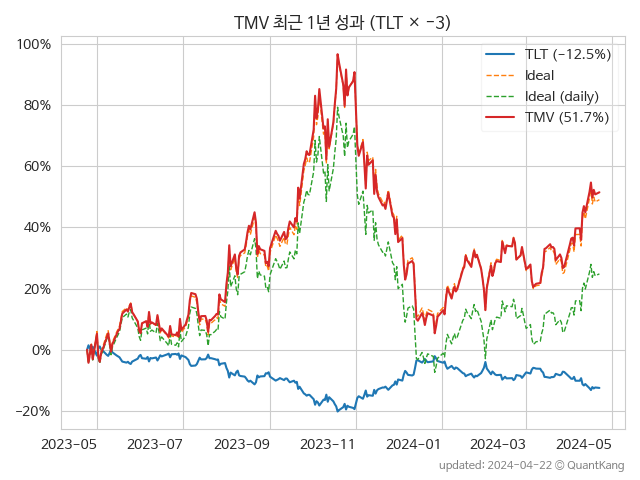 TMV 최근 1년 성과 (TLT × −3)
100%
80%
60%
40%
20%
0%
−20%
TLT (−12.5%)
Ideal
Ideal (daily)
TMV (51.7%)
2023−05
2023−07
2023−09
2023−11
2024−01
2024−03
2024−05
updated: 2024−04−22 © QuantKang